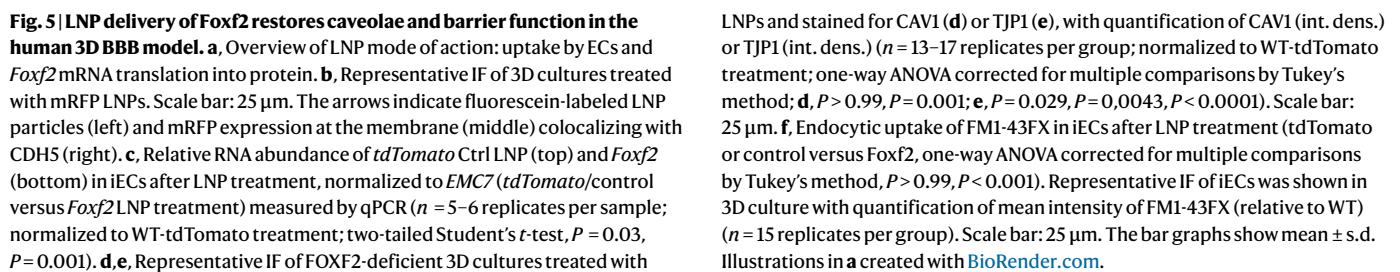 Fig. 5 | LNP delivery of Foxf2 restores caveolae and barrier function in the
human 3D BBB model. a, Overview of LNP mode of action: uptake by ECs and
Foxf2 mRNA translation into protein. b, Representative IF of 3D cultures treated
with mRFP LNPs. Scale bar: 25 μm. The arrows indicate fluorescein-labeled LNP
particles (left) and mRFP expression at the membrane (middle) colocalizing with
CDH5 (right). c, Relative RNA abundance of tdTomato Ctrl LNP (top) and Foxf2
(bottom) in iECs after LNP treatment, normalized to EMC7 (tdTomato/control
versus Foxf2 LNP treatment) measured by qPCR (n = 5–6 replicates per sample;
normalized to WT-tdTomato treatment; two-tailed Student's t-test, P = 0.03,
P = 0.001). d,e, Representative IF of FOXF2-deficient 3D cultures treated with
LNPs and stained for CAV1 (d) or TJP1 (e), with quantification of CAV1 (int. dens.)
or TJP1 (int. dens.) (n = 13–17 replicates per group; normalized to WT-tdTomato
treatment; one-way ANOVA corrected for multiple comparisons by Tukey's
method; d, P > 0.99, P = 0.001; e, P = 0.029, P = 0,0043, P < 0.0001). Scale bar:
25 μm. f, Endocytic uptake of FM1-43FX in iECs after LNP treatment (tdTomato
or control versus Foxf2, one-way ANOVA corrected for multiple comparisons
by Tukey's method, P > 0.99, P < 0.001). Representative IF of iECs was shown in
3D culture with quantification of mean intensity of FM1-43FX (relative to WT)
(n = 15 replicates per group). Scale bar: 25 μm. The bar graphs show mean ± s.d.
Illustrations in a created with BioRender.com.